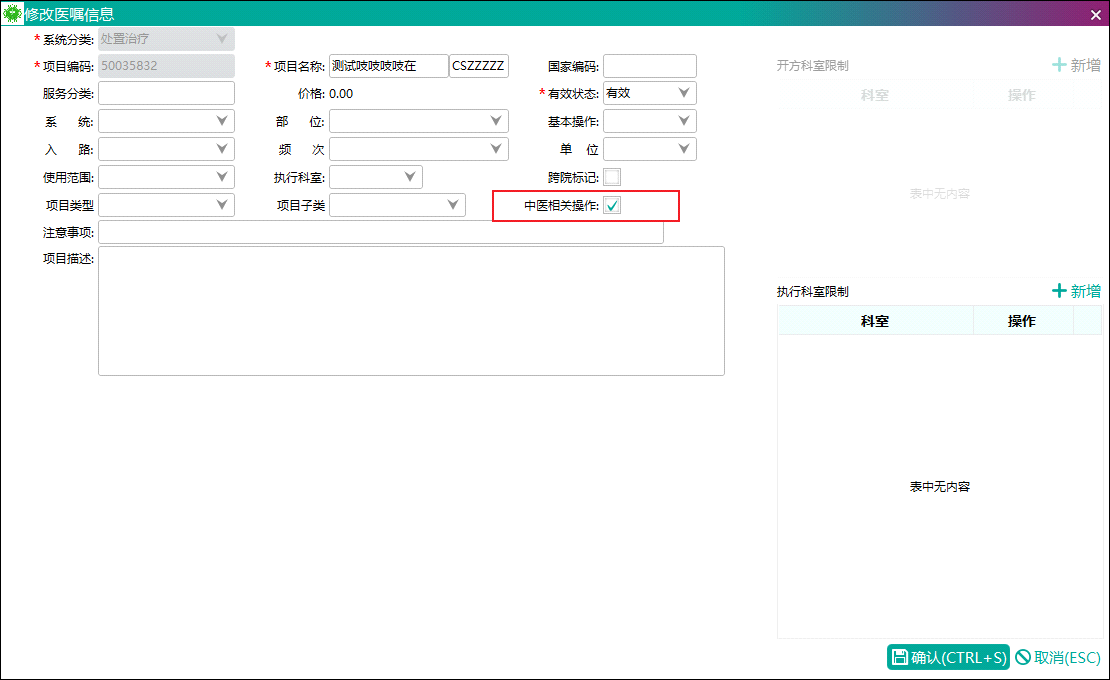 修改医嘱信息
*系统分类: 处置治疗
*项目编码: 50035832 *项目名称: 测试吱吱吱吱在 CSZZZZZ 国家编码:
服务分类: 价格: 0.00 *有效状态: 有效
系 统: 部 位: 基本操作:
入 路: 频 次 单 位
使用范围: 执行科室: 跨院标记:
项目类型 项目子类 中医相关操作:
注意事项:
项目描述:
开方科室限制 新增
科室 操作
表中无内容
执行科室限制 新增
科室 操作
表中无内容
确认(CTRL+S) 取消(ESC)